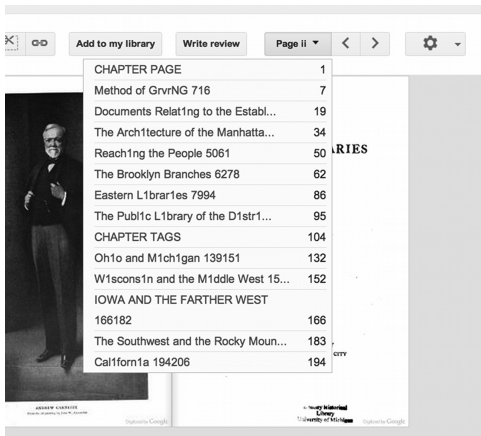 Add to my library Write review Page ii
CHAPTER PAGE 1
Method of GrvrNG 716 7
Documents Relat1ng to the Establ... 19
The Arch1tecture of the Manhatta... 34
Reach1ng the People 5061 50
The Brooklyn Branches 6278 62
Eastern L1brar1es 7994 86
The Publ1c L1brary of the D1str1... 95
CHAPTER TAGS 104
Oh1o and M1ch1gan 139151 132
W1scons1n and the M1ddle West 15... 152
IOWA AND THE FARTHER WEST
166182 166
The Southwest and the Rocky Moun... 183
Cal1forn1a 194206 194
ARIES
CITY
ANDREW CARNEGIE
Library
University of Michigan
Digitized by Google
Digitized by Google